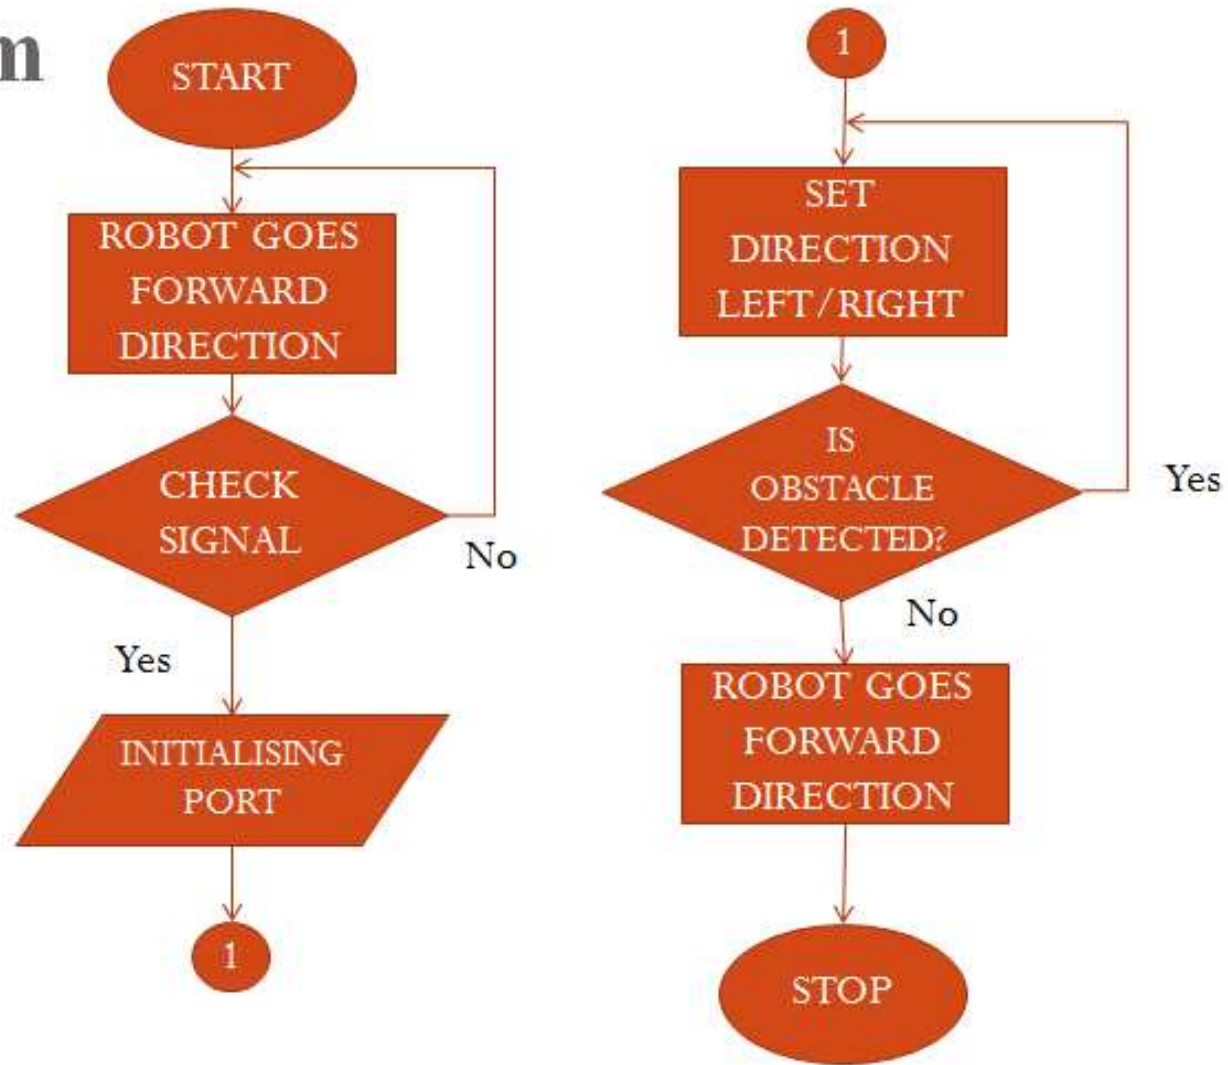 m
START
ROBOT GOES
FORWARD
DIRECTION
CHECK
SIGNAL
No
Yes
INITIALISING
PORT
1
1
SET
DIRECTION
LEFT/RIGHT
IS
OBSTACLE
DETECTED?
Yes
No
ROBOT GOES
FORWARD
DIRECTION
STOP